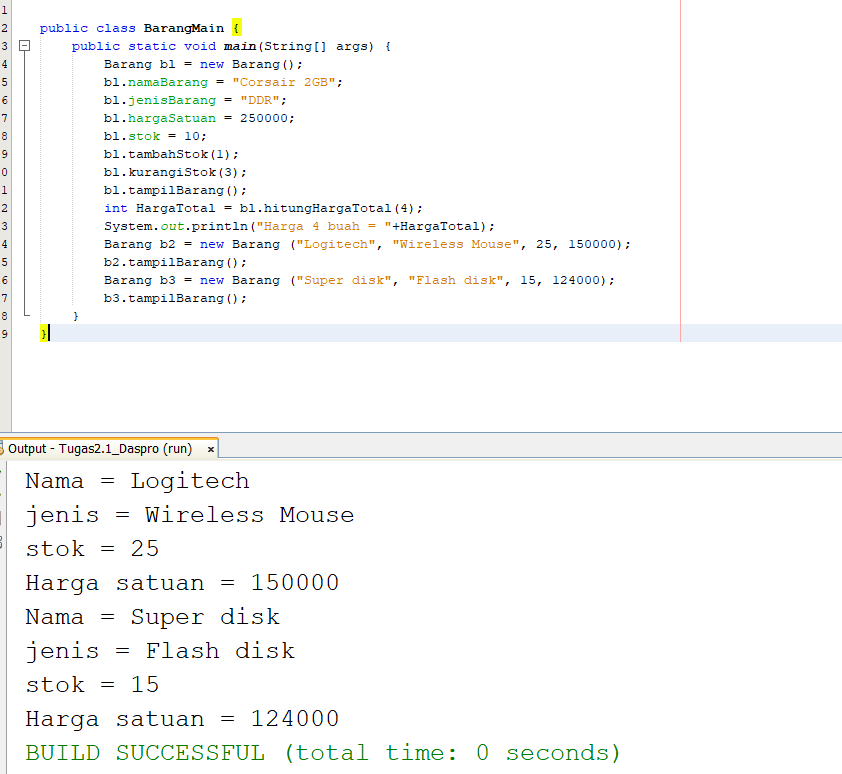 1
2 public class BarangMain {
3 public static void main(String[] args) {
4 Barang b1 = new Barang();
5 b1.namaBarang = "Corsair 2GB";
6 b1.jenisBarang = "DDR";
7 b1.hargaSatuan = 250000;
8 b1.stok = 10;
9 b1.tambahStok(1);
0 b1.kurangiStok(3);
1 b1.tampilBarang();
2 int HargaTotal = b1.hitungHargaTotal(4);
3 System.out.println("Harga 4 buah = "+HargaTotal);
4 Barang b2 = new Barang ("Logitech", "Wireless Mouse", 25, 150000);
5 b2.tampilBarang();
6 Barang b3 = new Barang ("Super disk", "Flash disk", 15, 124000);
7 b3.tampilBarang();
8 }
9 }
Output - Tugas2.1_Daspro (run) ×
Nama = Logitech
jenis = Wireless Mouse
stok = 25
Harga satuan = 150000
Nama = Super disk
jenis = Flash disk
stok = 15
Harga satuan = 124000
BUILD SUCCESSFUL (total time: 0 seconds)